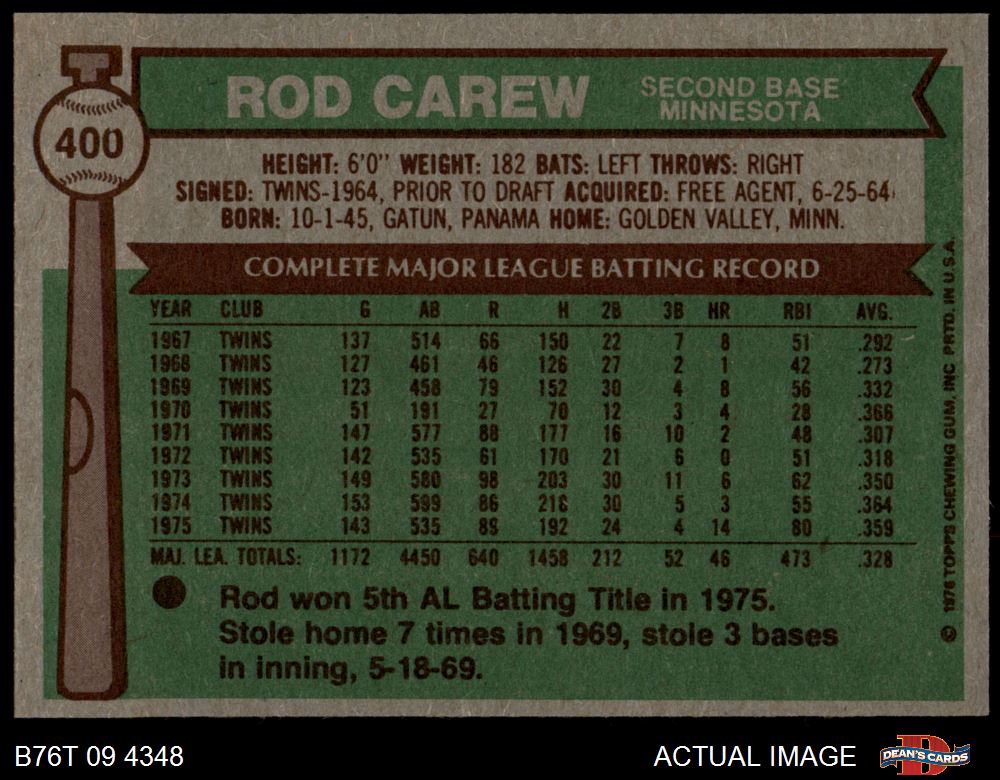 400
ROD CAREW SECOND BASE
MINNESOTA
HEIGHT: 6'0" WEIGHT: 182 BATS: LEFT THROWS: RIGHT
SIGNED: TWINS-1964, PRIOR TO DRAFT ACQUIRED: FREE AGENT, 6-25-64
BORN: 10-1-45, GATUN, PANAMA HOME: GOLDEN VALLEY, MINN.
COMPLETE MAJOR LEAGUE BATTING RECORD
YEAR CLUB G AB R H 2B 3B HR RBI AVG.
1967 TWINS 137 514 66 150 22 7 8 51 .292
1968 TWINS 127 461 46 126 27 2 1 42 .273
1969 TWINS 123 458 79 152 30 4 8 56 .332
1970 TWINS 51 191 27 70 12 3 4 28 .366
1971 TWINS 147 577 88 177 16 10 2 48 .307
1972 TWINS 142 535 61 170 21 6 0 51 .318
1973 TWINS 149 580 98 203 30 11 6 62 .350
1974 TWINS 153 599 86 218 30 5 3 55 .364
1975 TWINS 143 535 89 192 24 4 14 80 .359
MAJ. LEA. TOTALS: 1172 4450 640 1458 212 52 46 473 .328
Rod won 5th AL Batting Title in 1975.
Stole home 7 times in 1969, stole 3 bases
in inning, 5-18-69.
© 1976 TOPPS CHEWING GUM, INC PRTD. IN U.S.A.
B76T 09 4348 ACTUAL IMAGE DEAN'S CARDS